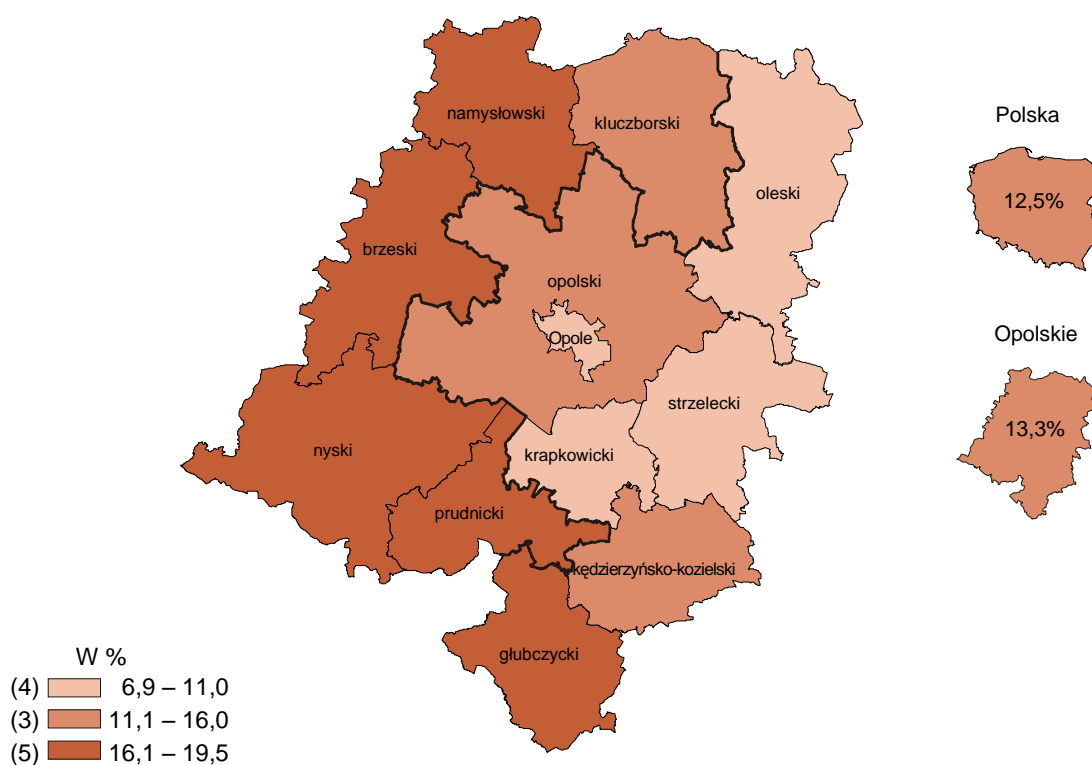 namysłowski
kluczborski
oleski
brzeski
opolski
Opole
strzelecki
nyski
krapkowicki
prudnicki
kędzierzyńsko-kozielski
głubczycki
Polska
12,5%
Opolskie
13,3%
W %
(4) 6,9 – 11,0
(3) 11,1 – 16,0
(5) 16,1 – 19,5